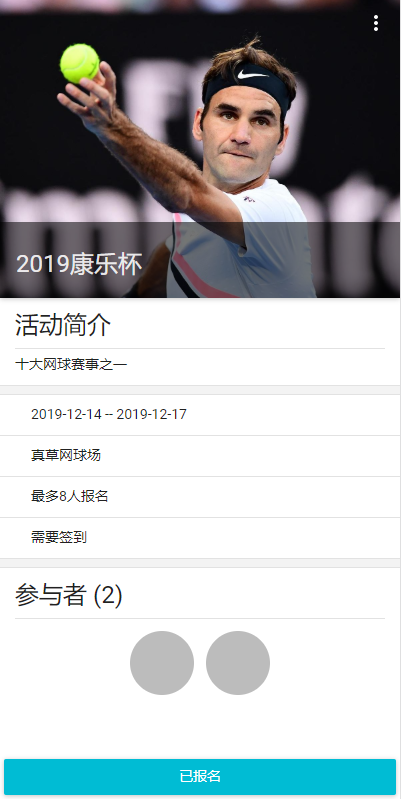 2019康乐杯
活动简介
十大网球赛事之一
2019-12-14 -- 2019-12-17
真草网球场
最多8人报名
需要签到
参与者 (2)
已报名